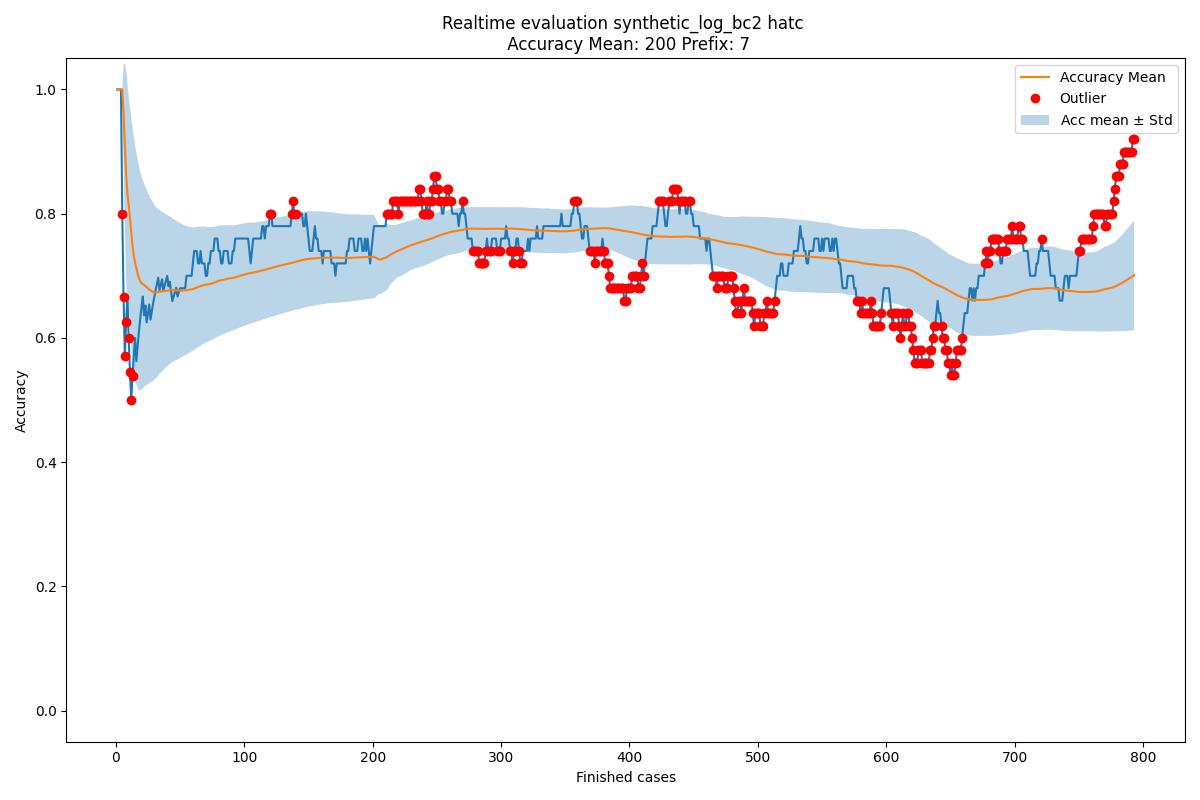 Realtime evaluation synthetic_log_bc2 hatc
Accuracy Mean: 200 Prefix: 7
Accuracy Mean
Outlier
Acc mean ± Std
1.0
0.8
0.6
0.4
0.2
0.0
Accuracy
0 100 200 300 400 500 600 700 800
Finished cases